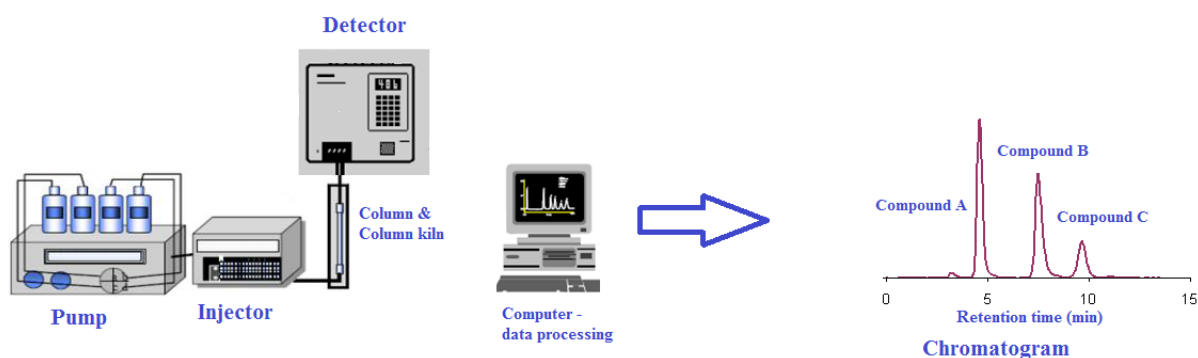 Detector
Column &
Column kiln
Pump
Injector
Computer -
data processing
Compound A
Compound B
Compound C
0
5
10
15
Retention time (min)
Chromatogram